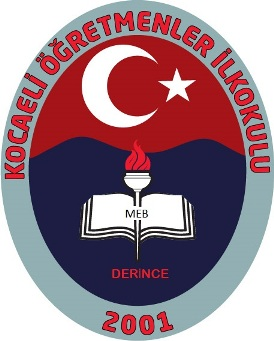 KOCAELİ ÖĞRETMENLER İLKOKULU
MEB
DERİNCE
2001